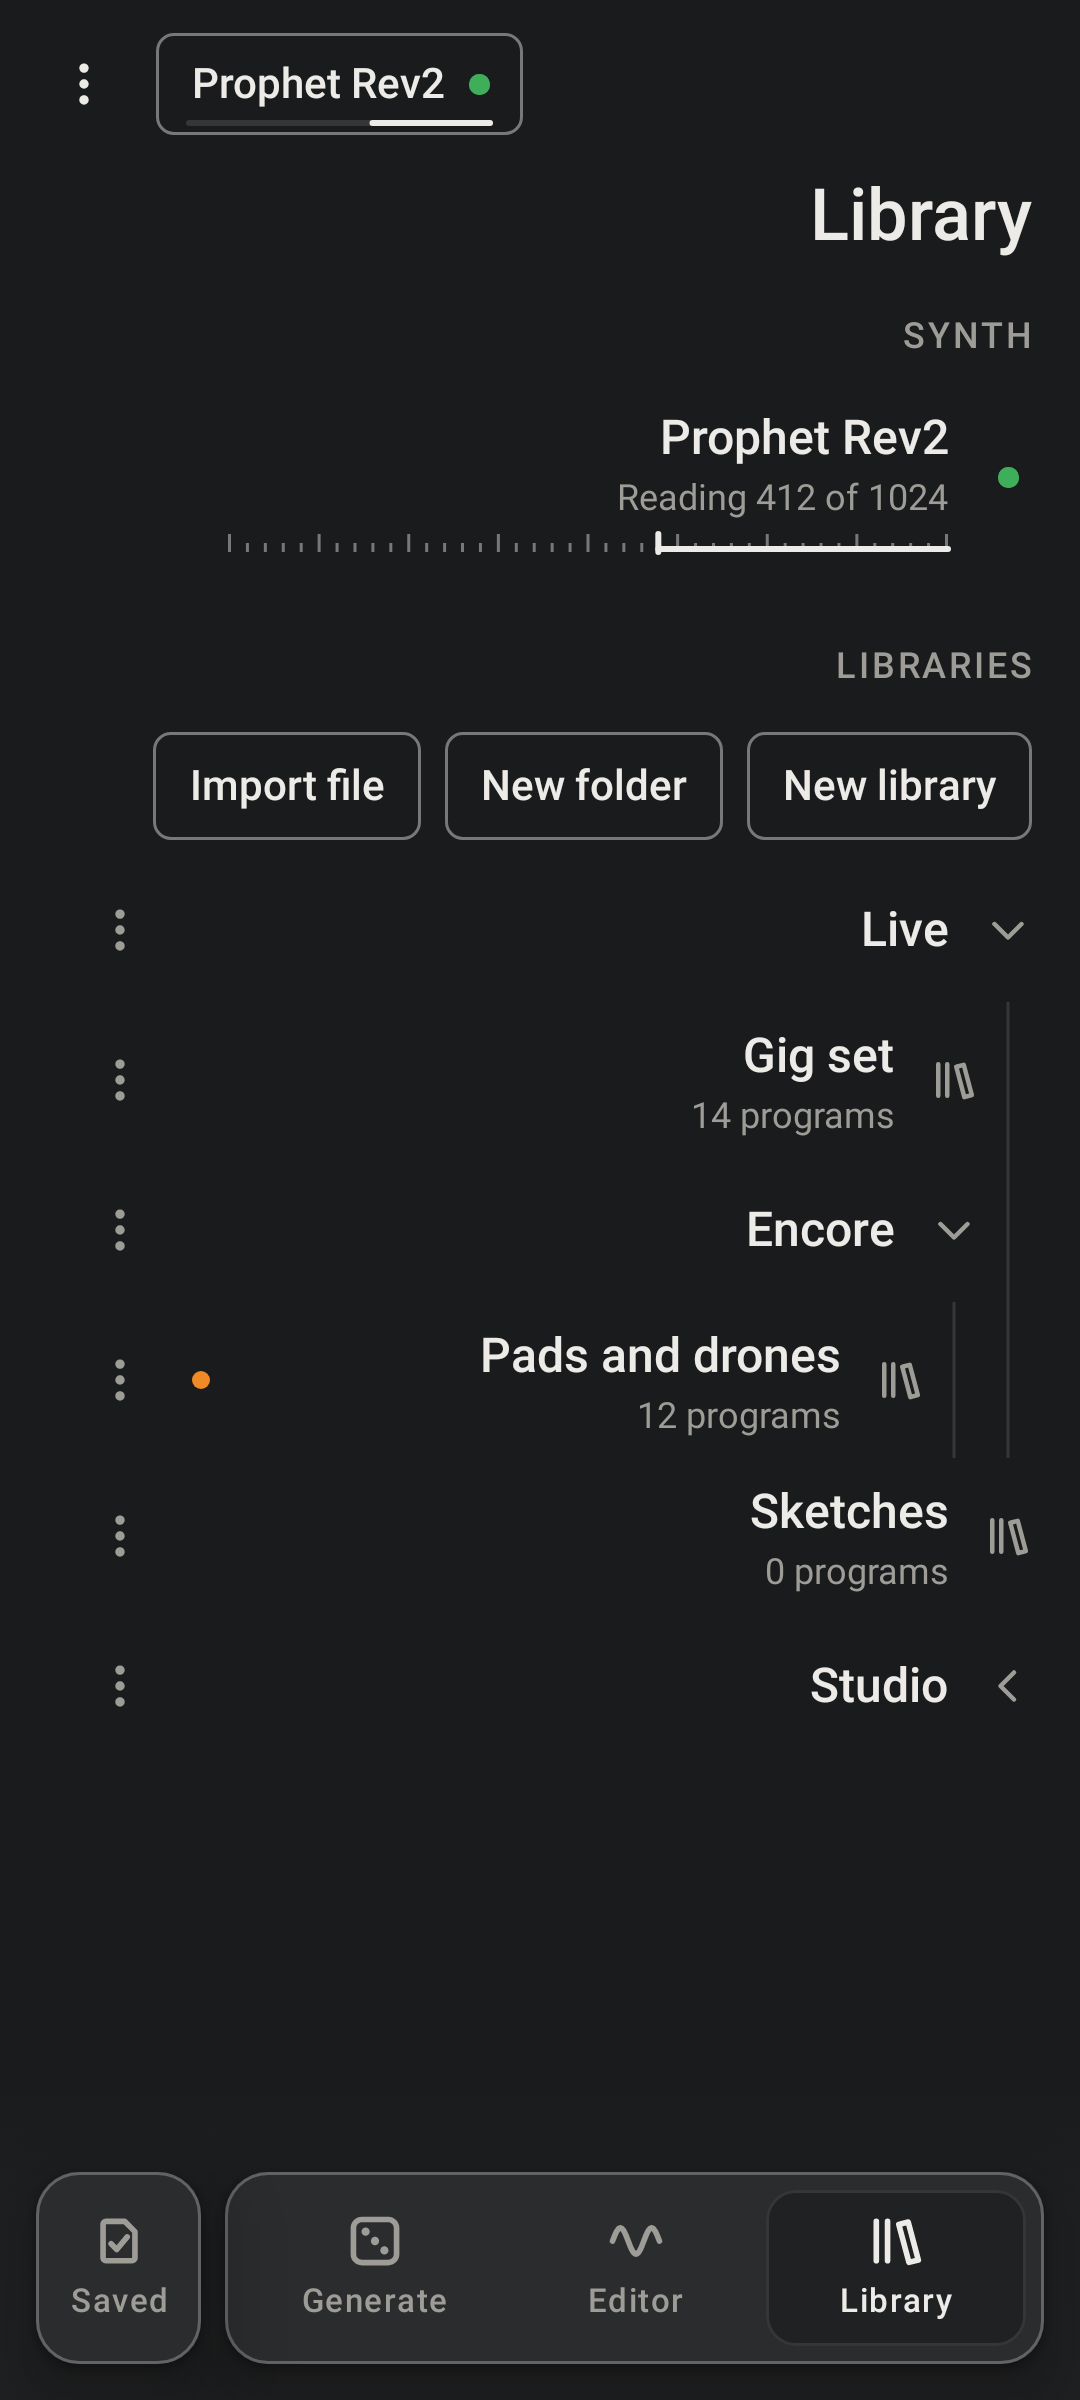 Prophet Rev2
Library
SYNTH
Prophet Rev2
Reading 412 of 1024
LIBRARIES
New library
New folder
Import file
Live
Gig set
14 programs
Encore
Pads and drones
12 programs
Sketches
0 programs
Studio
Library
Editor
Generate
Saved